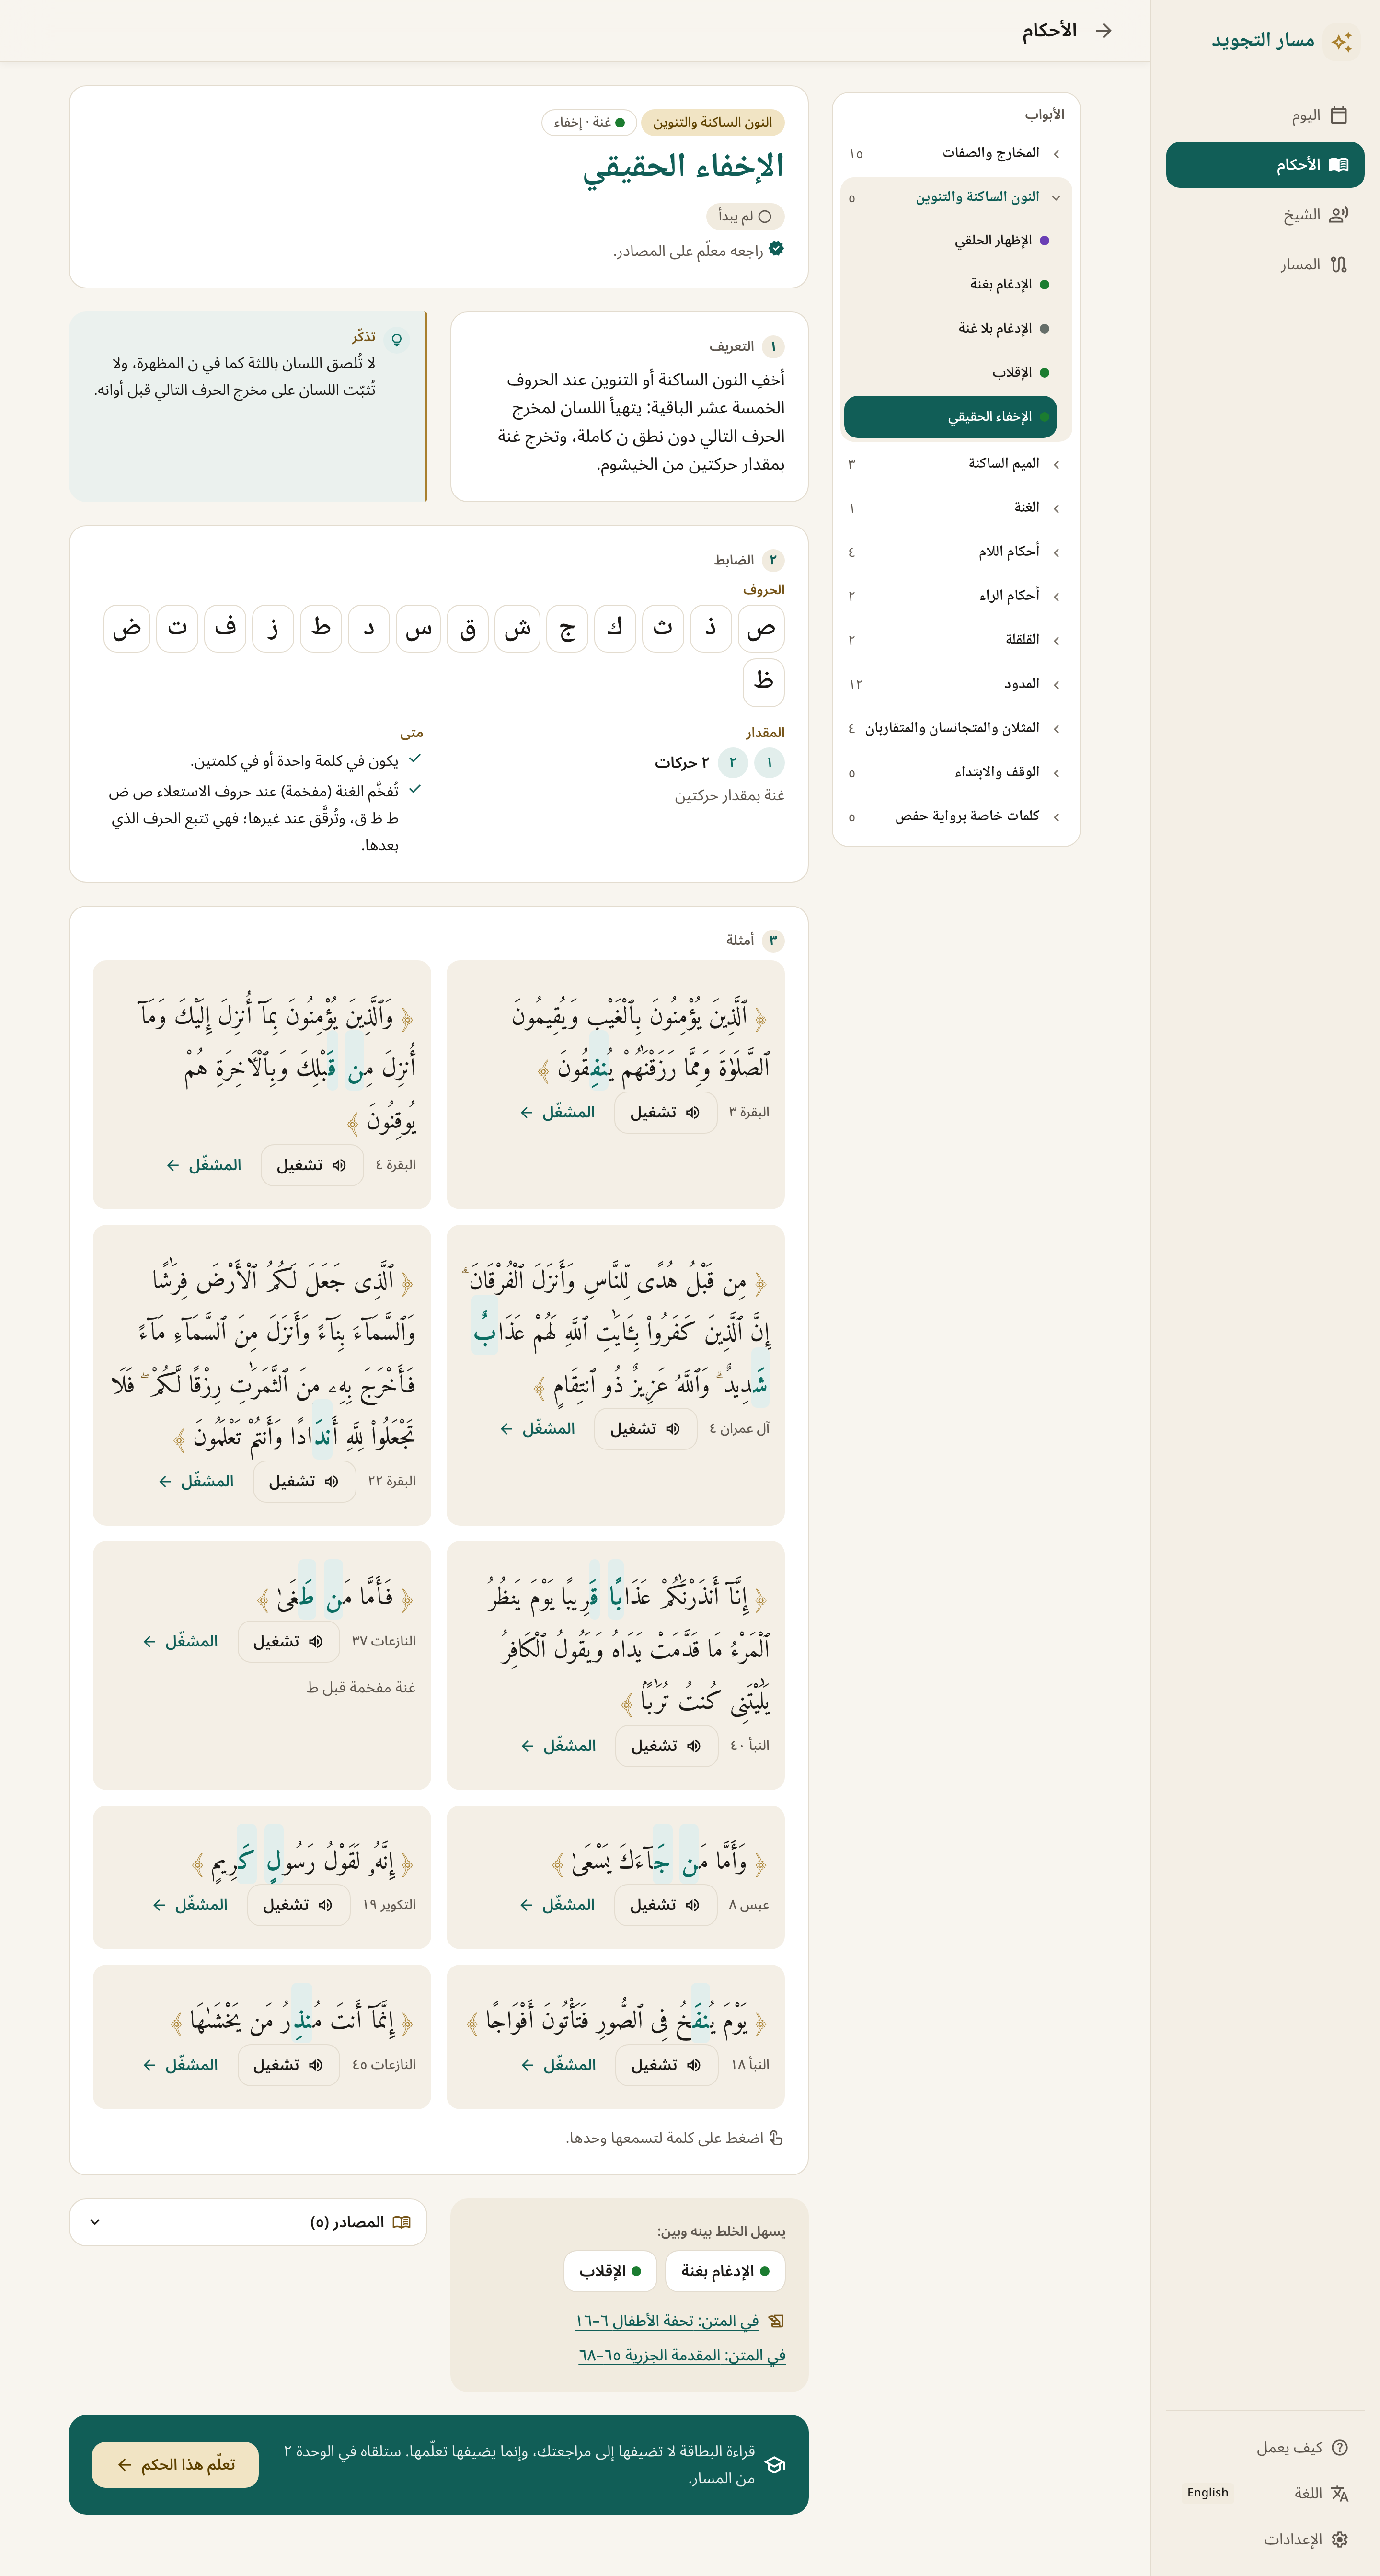 مسار التجويد
اليوم
الأحكام
الشيخ
المسار
كيف يعمل
اللغة English
الإعدادات
الأحكام
الأبواب
المخارج والصفات ١٥
النون الساكنة والتنوين ٥
الإظهار الحلقي
الإدغام بغنة
الإدغام بلا غنة
الإقلاب
الإخفاء الحقيقي
الميم الساكنة ٣
الغنة ١
أحكام اللام ٤
أحكام الراء ٢
القلقلة ٢
المدود ١٢
المثلان والمتجانسان والمتقاربان ٤
الوقف والابتداء ٥
كلمات خاصة برواية حفص ٥
النون الساكنة والتنوين غنة · إخفاء
الإخفاء الحقيقي
لم يبدأ
راجعه معلّم على المصادر.
١ التعريف
أخفِ النون الساكنة أو التنوين عند الحروف
الخمسة عشر الباقية: يتهيأ اللسان لمخرج
الحرف التالي دون نطق ن كاملة، وتخرج غنة
بمقدار حركتين من الخيشوم.
تذكّر
لا تُلصق اللسان باللثة كما في ن المظهرة، ولا
تُثبّت اللسان على مخرج الحرف التالي قبل أوانه.
٢ الضابط
الحروف
ص ذ ث ك ج ش ق س د ط ز ف ت ض
ظ
المقدار
١ ٢ ٢ حركات
غنة بمقدار حركتين
متى
يكون في كلمة واحدة أو في كلمتين.
تُفخَّم الغنة (مفخمة) عند حروف الاستعلاء ص ض
ط ظ ق، وتُرقَّق عند غيرها؛ فهي تتبع الحرف الذي
بعدها.
٣ أمثلة
﴿ ٱلَّذِينَ يُؤْمِنُونَ بِٱلْغَيْبِ وَيُقِيمُونَ
ٱلصَّلَوٰةَ وَمِمَّا رَزَقْنَـٰهُمْ يُنفِقُونَ ﴾
البقرة ٣ تشغيل المشغّل
﴿ وَٱلَّذِينَ يُؤْمِنُونَ بِمَآ أُنزِلَ إِلَيْكَ وَمَآ
أُنزِلَ مِن قَبْلِكَ وَبِٱلْـَٔاخِرَةِ هُمْ
يُوقِنُونَ ﴾
البقرة ٤ تشغيل المشغّل
﴿ مِن قَبْلُ هُدًى لِّلنَّاسِ وَأَنزَلَ ٱلْفُرْقَانَ ۗ
إِنَّ ٱلَّذِينَ كَفَرُوا۟ بِـَٔايَـٰتِ ٱللَّهِ لَهُمْ عَذَابٌ
شَدِيدٌ ۗ وَٱللَّهُ عَزِيزٌ ذُو ٱنتِقَامٍ ﴾
آل عمران ٤ تشغيل المشغّل
﴿ ٱلَّذِى جَعَلَ لَكُمُ ٱلْأَرْضَ فِرَٰشًا
وَٱلسَّمَآءَ بِنَآءً وَأَنزَلَ مِنَ ٱلسَّمَآءِ مَآءً
فَأَخْرَجَ بِهِۦ مِنَ ٱلثَّمَرَٰتِ رِزْقًا لَّكُمْ ۖ فَلَا
تَجْعَلُوا۟ لِلَّهِ أَندَادًا وَأَنتُمْ تَعْلَمُونَ ﴾
البقرة ٢٢ تشغيل المشغّل
﴿ إِنَّآ أَنذَرْنَـٰكُمْ عَذَابًا قَرِيبًا يَوْمَ يَنظُرُ
ٱلْمَرْءُ مَا قَدَّمَتْ يَدَاهُ وَيَقُولُ ٱلْكَافِرُ
يَـٰلَيْتَنِى كُنتُ تُرَٰبًۢا ﴾
النبأ ٤٠ تشغيل المشغّل
﴿ فَأَمَّا مَن طَغَىٰ ﴾
النازعات ٣٧ تشغيل المشغّل
غنة مفخمة قبل ط
﴿ وَأَمَّا مَن جَآءَكَ يَسْعَىٰ ﴾
عبس ٨ تشغيل المشغّل
﴿ إِنَّهُۥ لَقَوْلُ رَسُولٍ كَرِيمٍ ﴾
التكوير ١٩ تشغيل المشغّل
﴿ يَوْمَ يُنفَخُ فِى ٱلصُّورِ فَتَأْتُونَ أَفْوَاجًا ﴾
النبأ ١٨ تشغيل المشغّل
﴿ إِنَّمَآ أَنتَ مُنذِرُ مَن يَخْشَىٰهَا ﴾
النازعات ٤٥ تشغيل المشغّل
اضغط على كلمة لتسمعها وحدها.
يسهل الخلط بينه وبين:
الإدغام بغنة الإقلاب
في المتن: تحفة الأطفال ٦–١٦
في المتن: المقدمة الجزرية ٦٥–٦٨
المصادر (٥)
قراءة البطاقة لا تضيفها إلى مراجعتك، وإنما يضيفها تعلّمها. ستلقاه في الوحدة ٢
من المسار.
تعلّم هذا الحكم